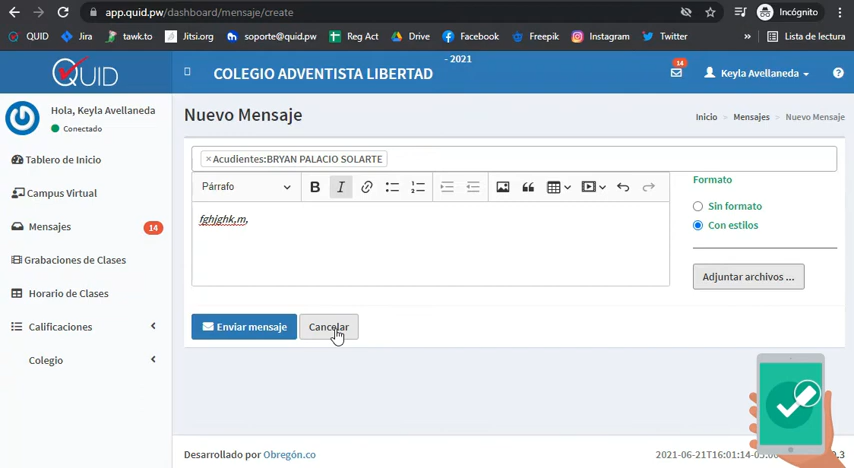 app.quid.pw/dashboard/mensaje/create
Incógnito
QUID
Jira
tawk.to
Jitsi.org
soporte@quid.pw
Reg Act
Drive
Facebook
Freepik
Instagram
Twitter
»
Lista de lectura
QUID
COLEGIO ADVENTISTA LIBERTAD
- 2021
14
Keyla Avellaneda
Hola, Keyla Avellaneda
Conectado
Tablero de Inicio
Campus Virtual
Mensajes 14
Grabaciones de Clases
Horario de Clases
Calificaciones
Colegio
Nuevo Mensaje
Inicio > Mensajes > Nuevo Mensaje
×Acudientes:BRYAN PALACIO SOLARTE
Párrafo
B I
fghjghk,m,
Formato
Sin formato
Con estilos
Adjuntar archivos ...
Enviar mensaje
Cancelar
Desarrollado por Obregón.co
2021-06-21T16:01:14-05:00